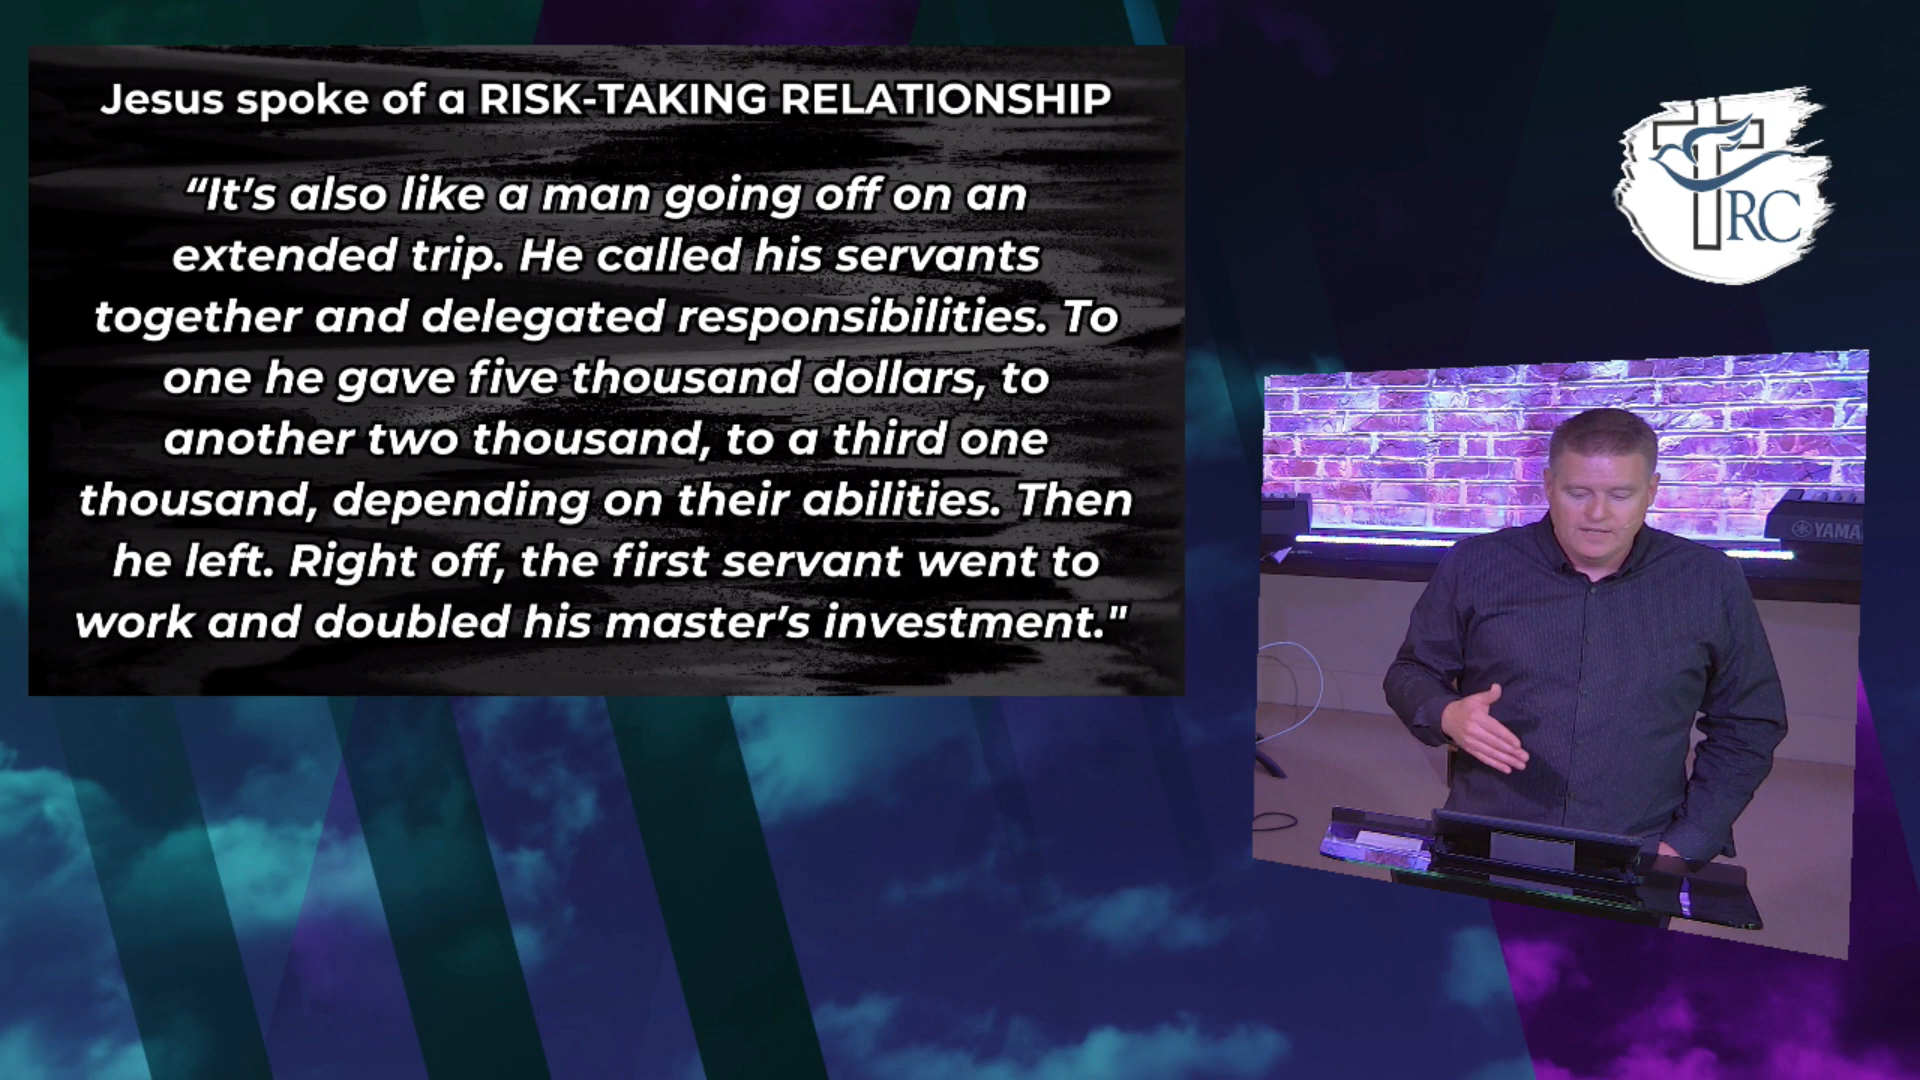 Jesus spoke of a RISK-TAKING RELATIONSHIP
“It’s also like a man going off on an
extended trip. He called his servants
together and delegated responsibilities. To
one he gave five thousand dollars, to
another two thousand, to a third one
thousand, depending on their abilities. Then
he left. Right off, the first servant went to
work and doubled his master’s investment."
RC
YAMA